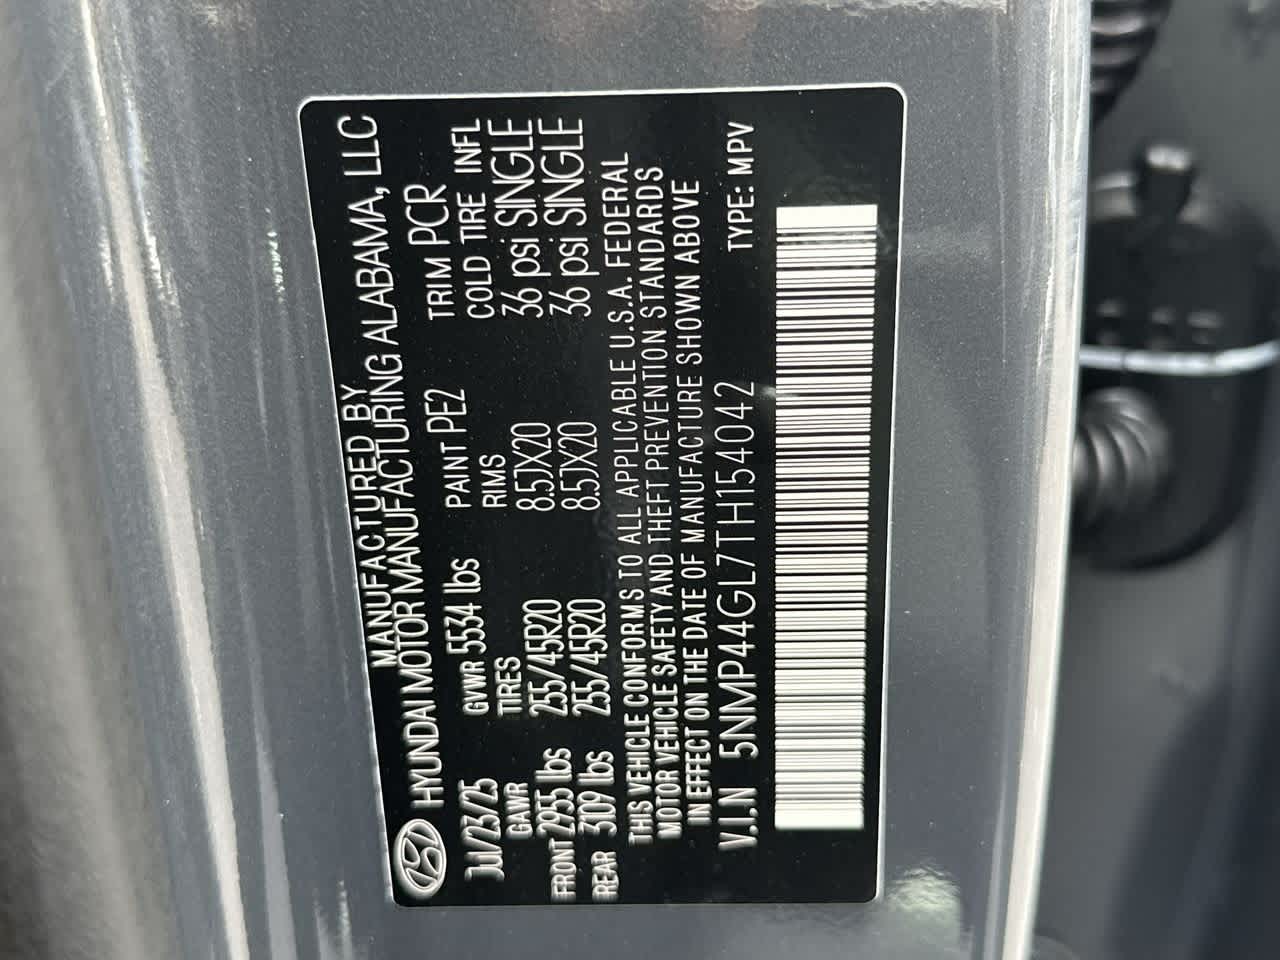 MANUFACTURED BY
HYUNDAI MOTOR MANUFACTURING ALABAMA, LLC
Jul/23/25 GVWR 5534 lbs PAINT PE2 TRIM PCR
GAWR TIRES RIMS COLD TIRE INFL
FRONT 2955 lbs 255/45R20 8.5JX20 36 psi SINGLE
REAR 3109 lbs 255/45R20 8.5JX20 36 psi SINGLE
THIS VEHICLE CONFORMS TO ALL APPLICABLE U.S.A. FEDERAL
MOTOR VEHICLE SAFETY AND THEFT PREVENTION STANDARDS
IN EFFECT ON THE DATE OF MANUFACTURE SHOWN ABOVE
V.I.N 5NMP44GL7TH154042 TYPE: MPV